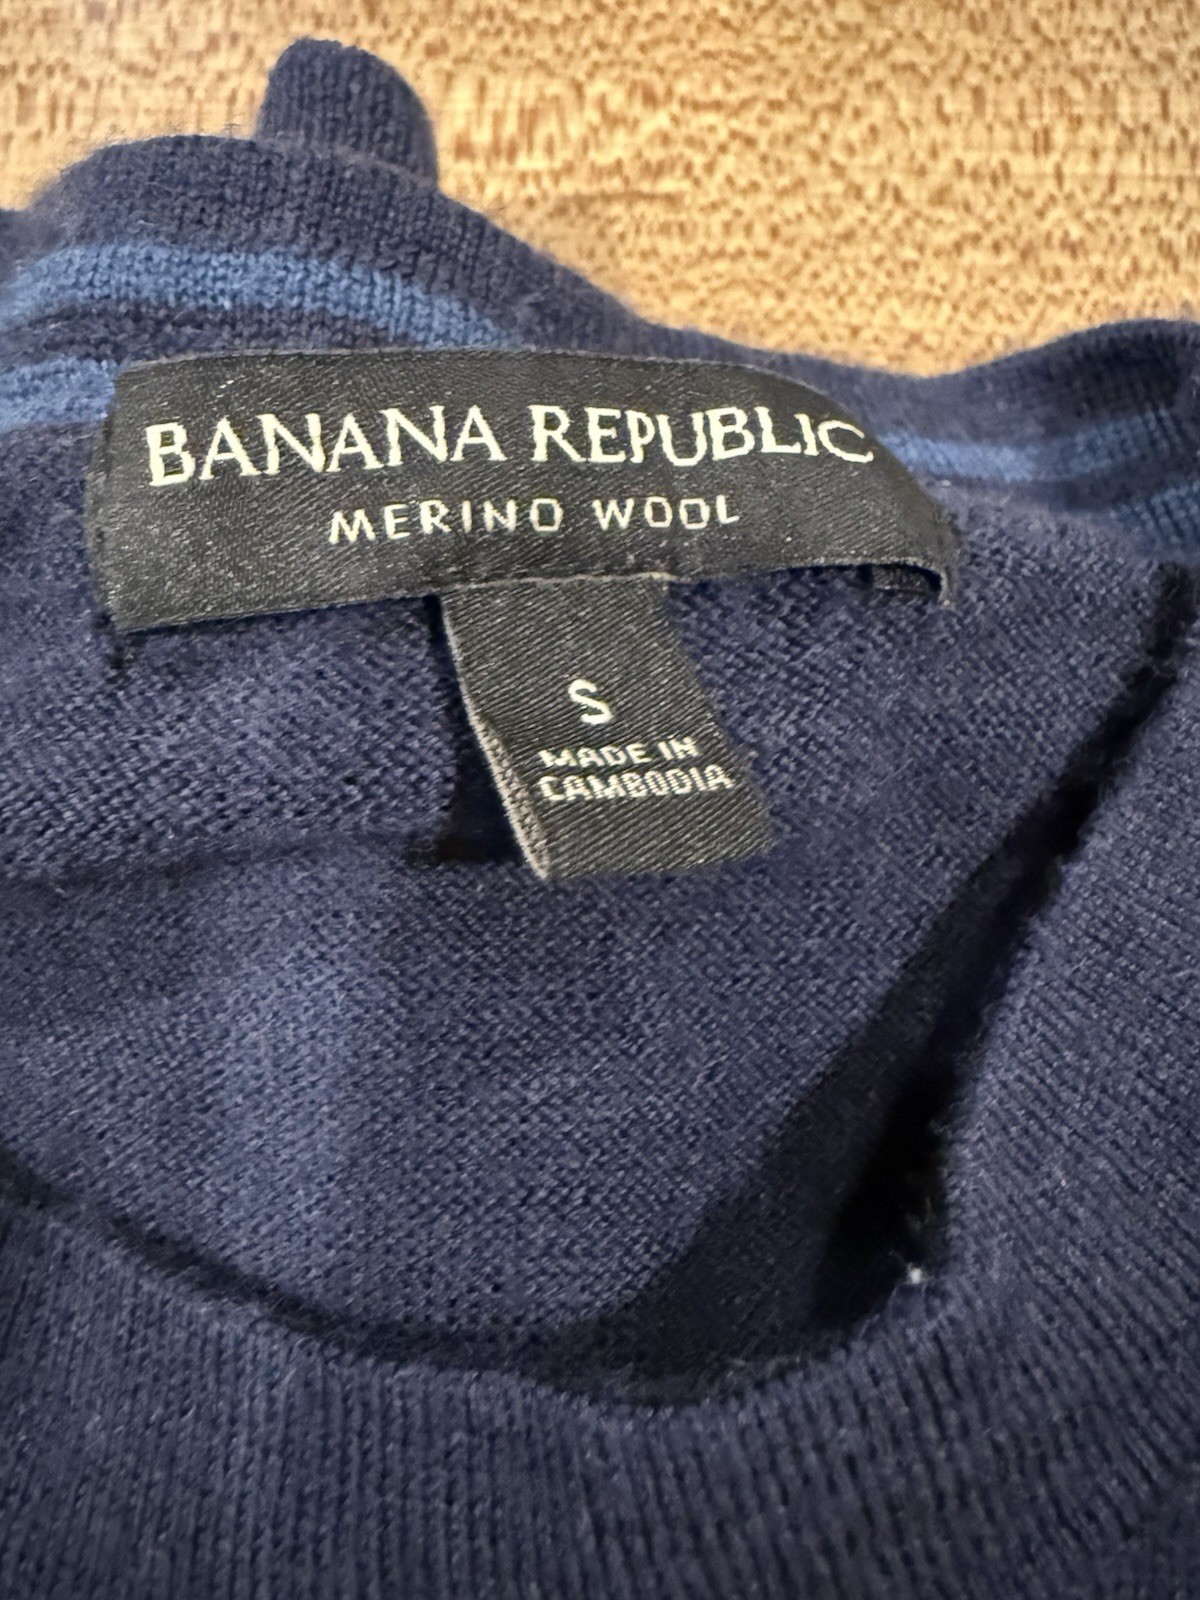 BANANA REPUBLIC
MERINO WOOL
S
MADE IN
CAMBODIA